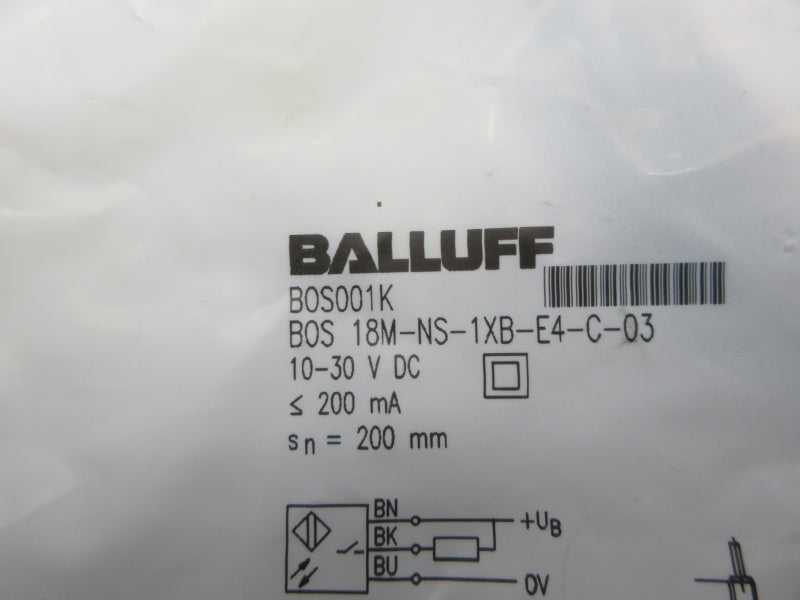 BALLUFF
BOS001K
BOS 18M-NS-1XB-E4-C-03
10-30 V DC
≤ 200 mA
sn = 200 mm
BN
+UB
BK
BU
0V